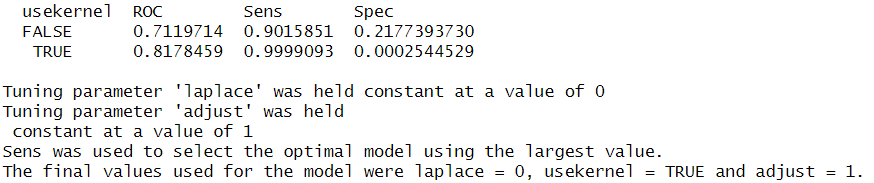 usekernel  ROC        Sens       Spec
FALSE      0.7119714  0.9015851  0.2177393730
TRUE      0.8178459  0.9999093  0.0002544529
Tuning parameter 'laplace' was held constant at a value of 0
Tuning parameter 'adjust' was held
constant at a value of 1
Sens was used to select the optimal model using the largest value.
The final values used for the model were laplace = 0, usekernel = TRUE and adjust = 1.